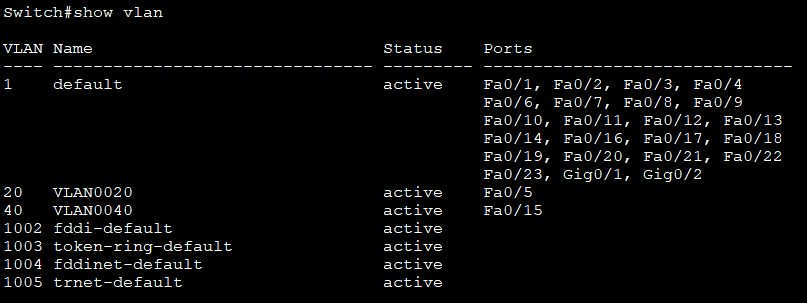 Switch#show vlan
VLAN Name                             Status    Ports
---- -------------------------------- --------- -------------------------------
1    default                          active    Fa0/1, Fa0/2, Fa0/3, Fa0/4
                                                Fa0/6, Fa0/7, Fa0/8, Fa0/9
                                                Fa0/10, Fa0/11, Fa0/12, Fa0/13
                                                Fa0/14, Fa0/16, Fa0/17, Fa0/18
                                                Fa0/19, Fa0/20, Fa0/21, Fa0/22
                                                Fa0/23, Gig0/1, Gig0/2
20   VLAN0020                         active    Fa0/5
40   VLAN0040                         active    Fa0/15
1002 fddi-default                     active
1003 token-ring-default               active
1004 fddinet-default                  active
1005 trnet-default                    active